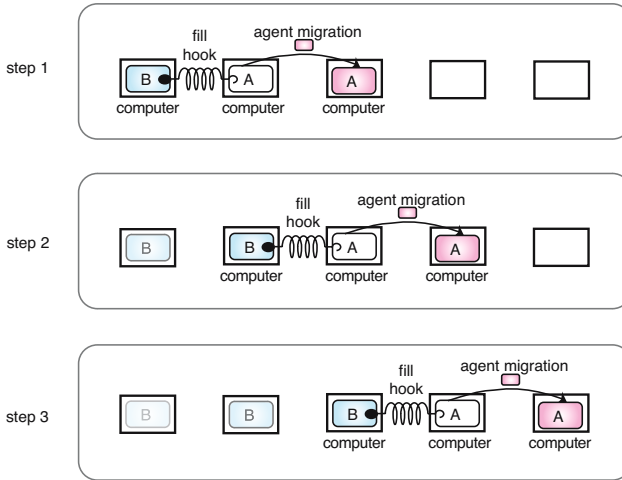 step 1
fill
hook
agent migration
B
A
A
computer
computer
computer
step 2
fill
hook
agent migration
B
B
A
A
computer
computer
computer
step 3
fill
hook
agent migration
B
B
B
A
A
computer
computer
computer